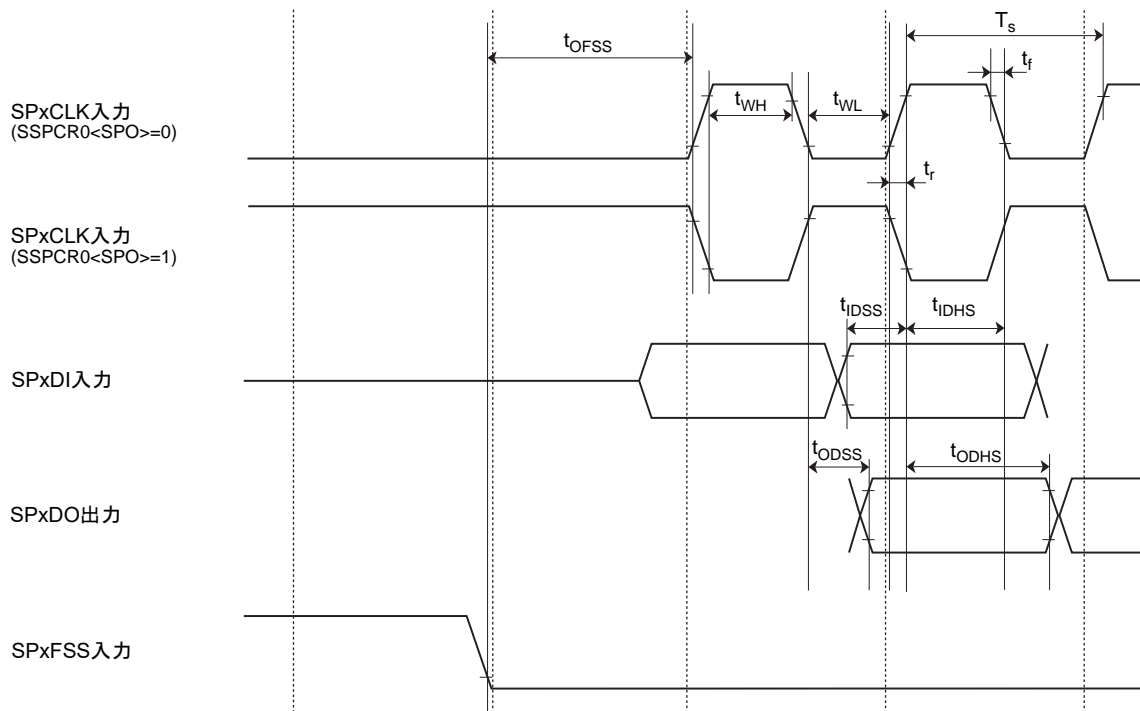 T_s
t_OFSS
t_f
SPxCLK入力
(SSPCR0<SPO>=0)
t_WH
t_WL
t_r
SPxCLK入力
(SSPCR0<SPO>=1)
t_IDSS
t_IDHS
SPxDI入力
t_ODSS
t_ODHS
SPxDO出力
SPxFSS入力